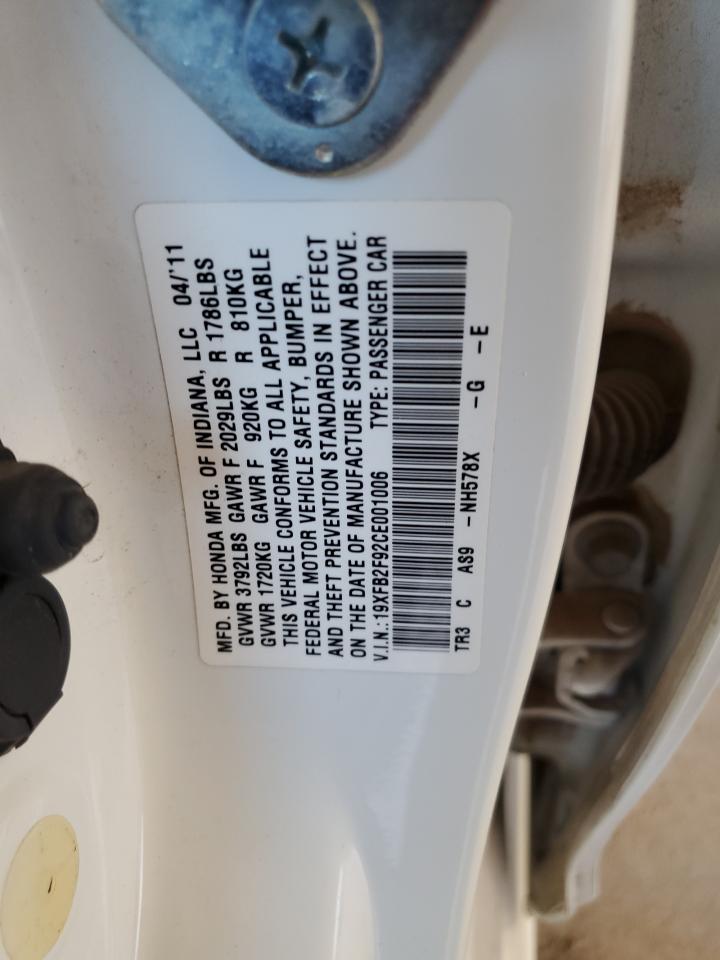 MFD. BY HONDA MFG. OF INDIANA, LLC 04/'11
GVWR 3792LBS GAWR F 2029LBS R 1786LBS
GVWR 1720KG GAWR F 920KG R 810KG
THIS VEHICLE CONFORMS TO ALL APPLICABLE
FEDERAL MOTOR VEHICLE SAFETY, BUMPER,
AND THEFT PREVENTION STANDARDS IN EFFECT
ON THE DATE OF MANUFACTURE SHOWN ABOVE.
V.I.N.: 19XFB2F92CE001006 TYPE: PASSENGER CAR
TR3 C AS9 -NH578X -G -E